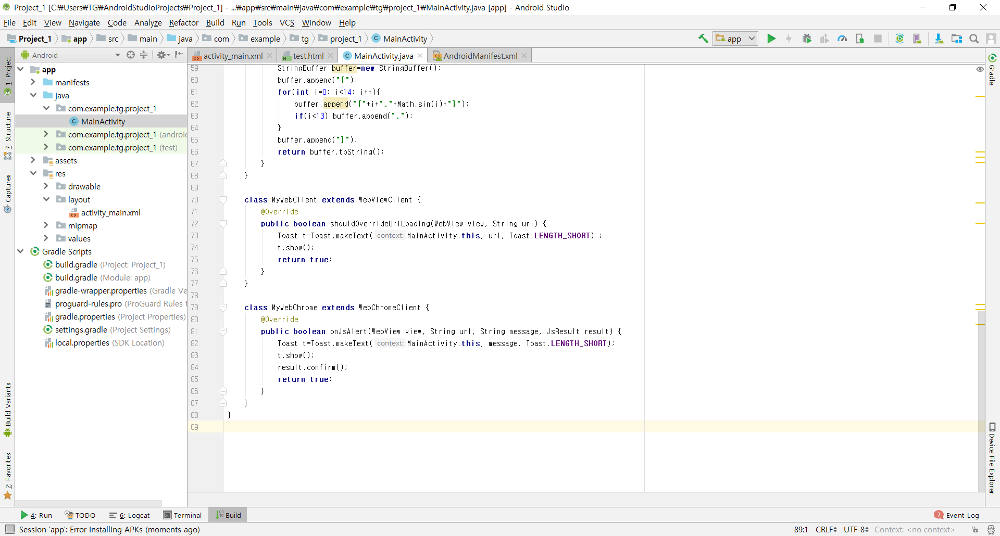 Project_1 [C:₩Users₩TG₩AndroidStudioProjects₩Project_1] - ...₩app₩src₩main₩java₩com₩example₩tg₩project_1₩MainActivity.java [app] - Android Studio
File Edit View Navigate Code Analyze Refactor Build Run Tools VCS Window Help
Project_1 app src main java com example tg project_1 MainActivity
app
Android
activity_main.xml test.html MainActivity.java AndroidManifest.xml
1: Project
7: Structure
Captures
Build Variants
2: Favorites
app
manifests
java
com.example.tg.project_1
MainActivity
com.example.tg.project_1 (androi
com.example.tg.project_1 (test)
assets
res
drawable
layout
activity_main.xml
mipmap
values
Gradle Scripts
build.gradle (Project: Project_1)
build.gradle (Module: app)
gradle-wrapper.properties (Gradle Ve
proguard-rules.pro (ProGuard Rules f
gradle.properties (Project Properties)
settings.gradle (Project Settings)
local.properties (SDK Location)
59 StringBuffer buffer=new StringBuffer();
60 buffer.append("[");
61 for(int i=0; i<14; i++){
62 buffer.append("["+i+","+Math.sin(i)+"]");
63 if(i<13) buffer.append(",");
64 }
65 buffer.append("]");
66 return buffer.toString();
67 }
68 }
69
70 class MyWebClient extends WebViewClient {
71 @Override
72 public boolean shouldOverrideUrlLoading(WebView view, String url) {
73 Toast t=Toast.makeText( context: MainActivity.this, url, Toast.LENGTH_SHORT) ;
74 t.show();
75 return true;
76 }
77 }
78
79 class MyWebChrome extends WebChromeClient {
80 @Override
81 public boolean onJsAlert(WebView view, String url, String message, JsResult result) {
82 Toast t=Toast.makeText( context: MainActivity.this, message, Toast.LENGTH_SHORT);
83 t.show();
84 result.confirm();
85 return true;
86 }
87 }
88 }
89
Gradle
Device File Explorer
4: Run TODO 6: Logcat Terminal Build 7 Event Log
Session 'app': Error Installing APKs (moments ago) 89:1 CRLF UTF-8 Context: <no context>